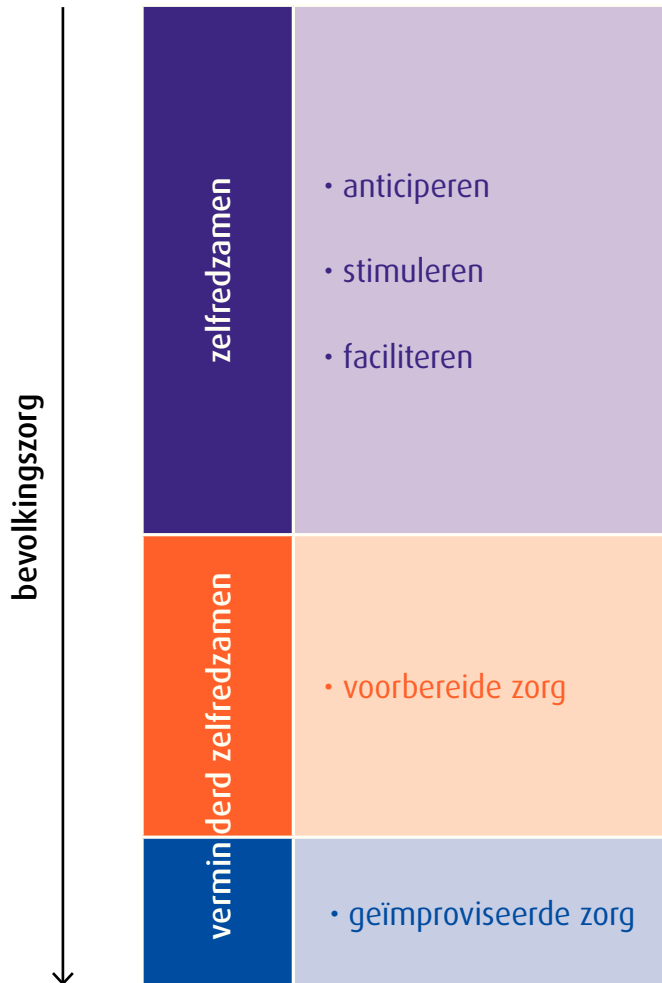 bevolkingszorg
zelfredzamen
• anticiperen
• stimuleren
• faciliteren
verminderd zelfredzamen
• voorbereide zorg
• geïmproviseerde zorg